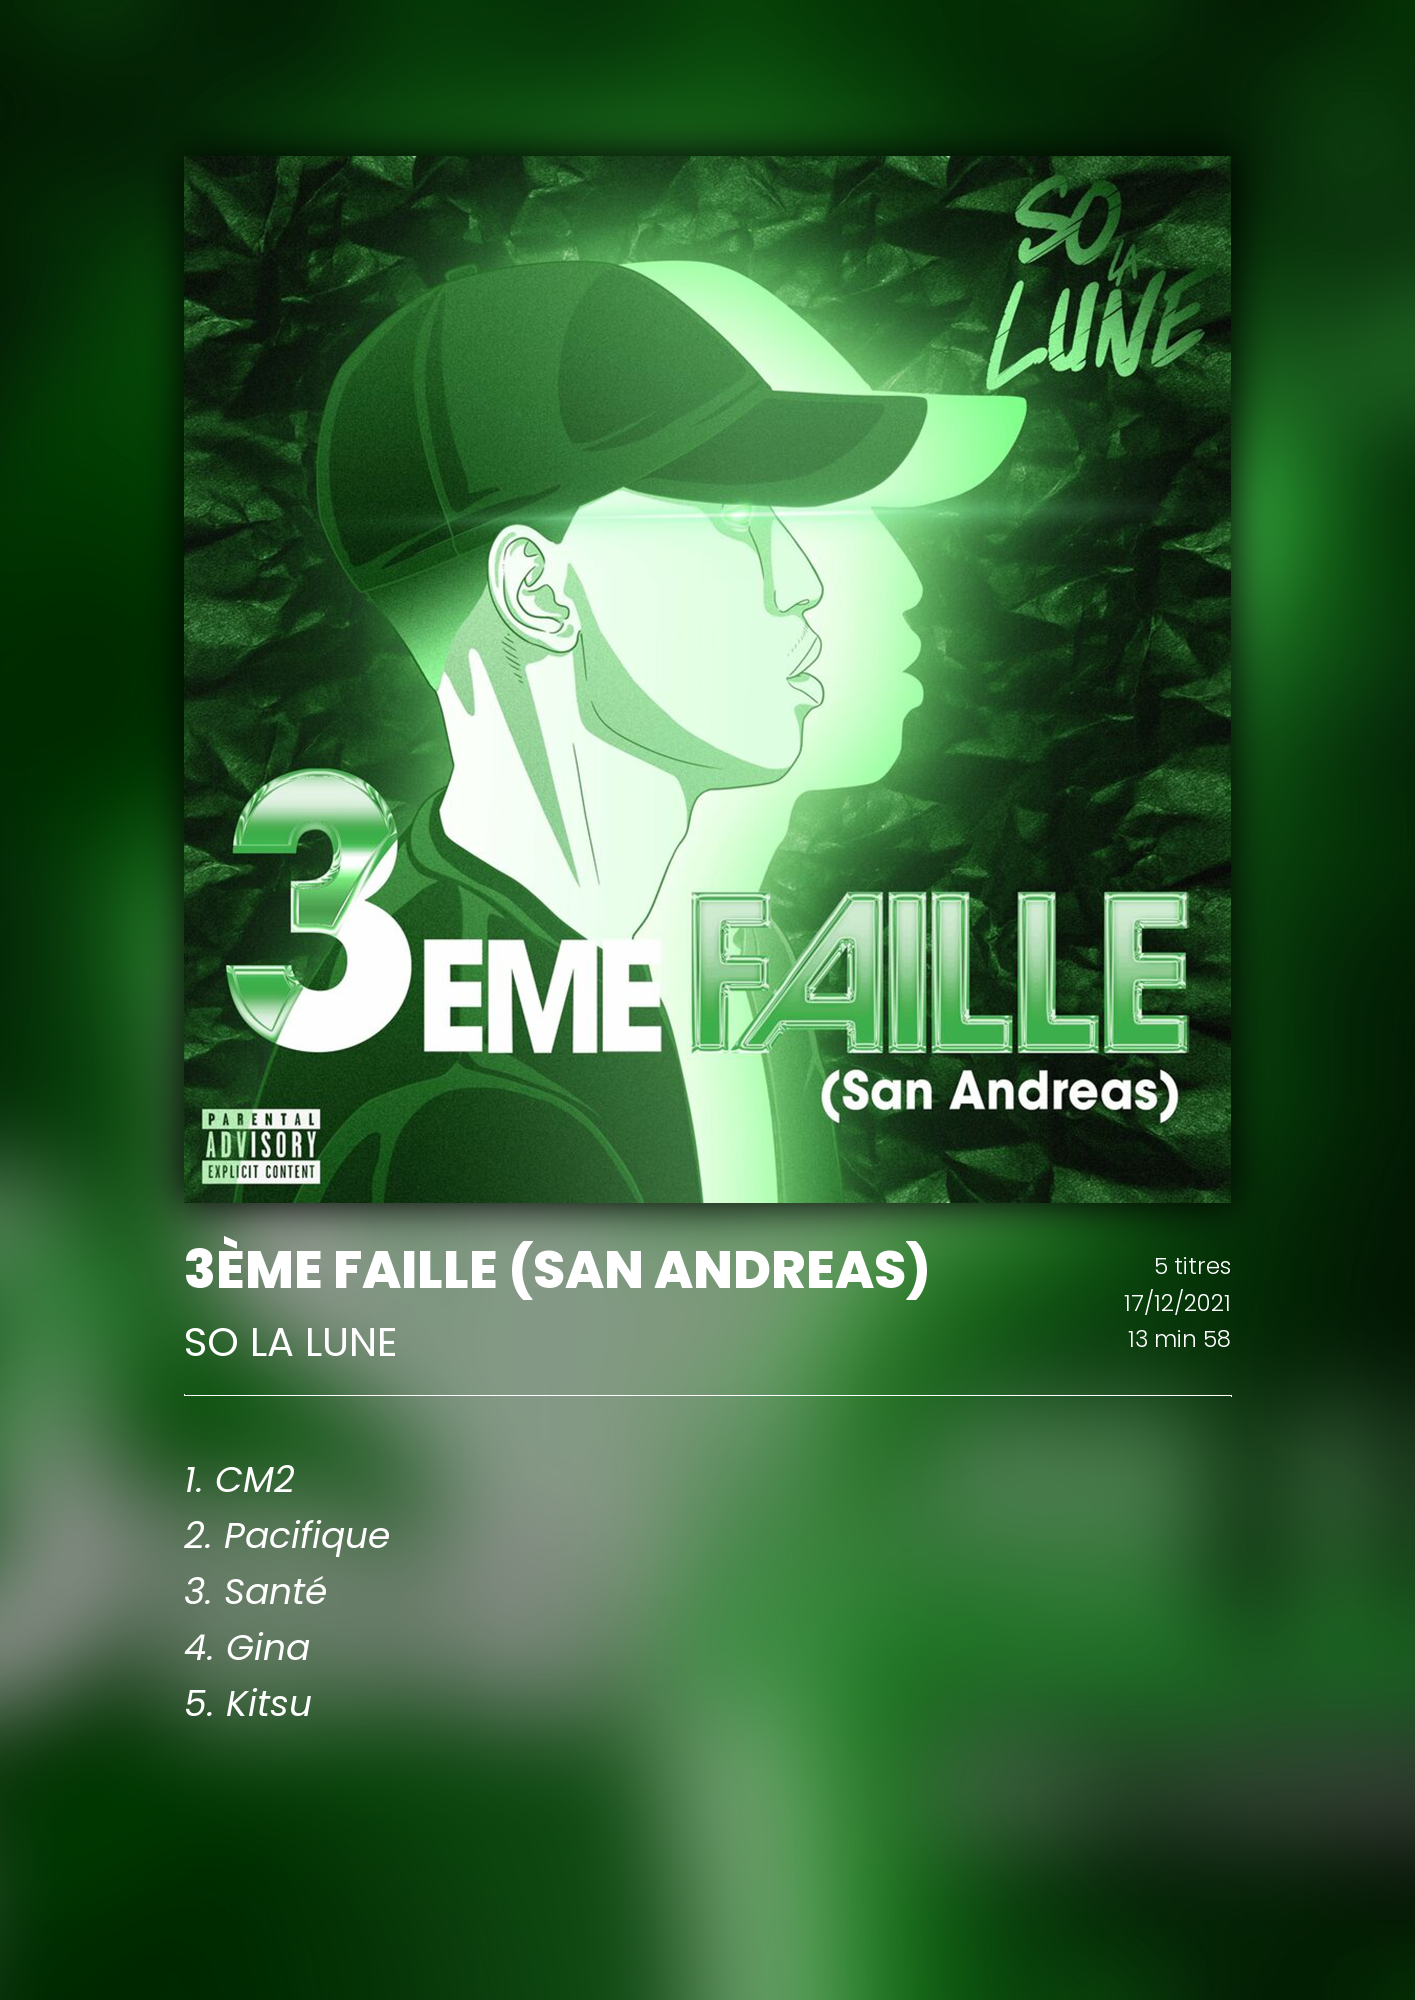 SO
LA
LUNE
3EME FAILLE
(San Andreas)
PARENTAL
ADVISORY
EXPLICIT CONTENT
3ÈME FAILLE (SAN ANDREAS)
SO LA LUNE
5 titres
17/12/2021
13 min 58
1. CM2
2. Pacifique
3. Santé
4. Gina
5. Kitsu